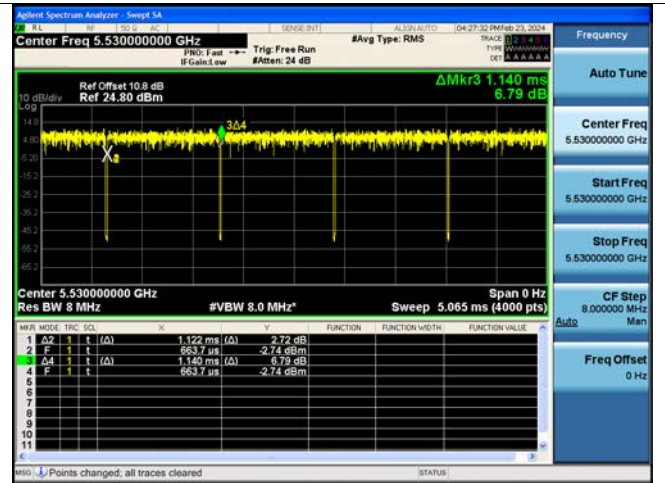 Agilent Spectrum Analyzer - Swept SA
RL RF 50 Ω AC SENSE:INT ALIGN AUTO 04:27:32 PM Feb 23, 2024
Center Freq 5.530000000 GHz
PNO: Fast
IFGain:Low
Trig: Free Run
#Atten: 24 dB
#Avg Type: RMS
TRACE 1 2 3 4 5 6
TYPE WWWWWW
DET A A A A A A
Ref Offset 10.8 dB
10 dB/div Ref 24.80 dBm
Log
ΔMkr3 1.140 ms
6.79 dB
14.8
4.80
-5.20
-15.2
-35.2
-45.2
-55.2
-65.2
3Δ4
Center 5.530000000 GHz Span 0 Hz
Res BW 8 MHz #VBW 8.0 MHz* Sweep 5.065 ms (4000 pts)
MKR MODE TRC SCL X Y FUNCTION FUNCTION WIDTH FUNCTION VALUE
1 Δ2 1 t (Δ) 1.122 ms (Δ) 2.72 dB
2 F 1 t 663.7 µs -2.74 dBm
3 Δ4 1 t (Δ) 1.140 ms (Δ) 6.79 dB
4 F 1 t 663.7 µs -2.74 dBm
5
6
7
8
9
10
11
MSG Points changed; all traces cleared STATUS
Frequency
Auto Tune
Center Freq
5.530000000 GHz
Start Freq
5.530000000 GHz
Stop Freq
5.530000000 GHz
CF Step
8.000000 MHz
Auto Man
Freq Offset
0 Hz